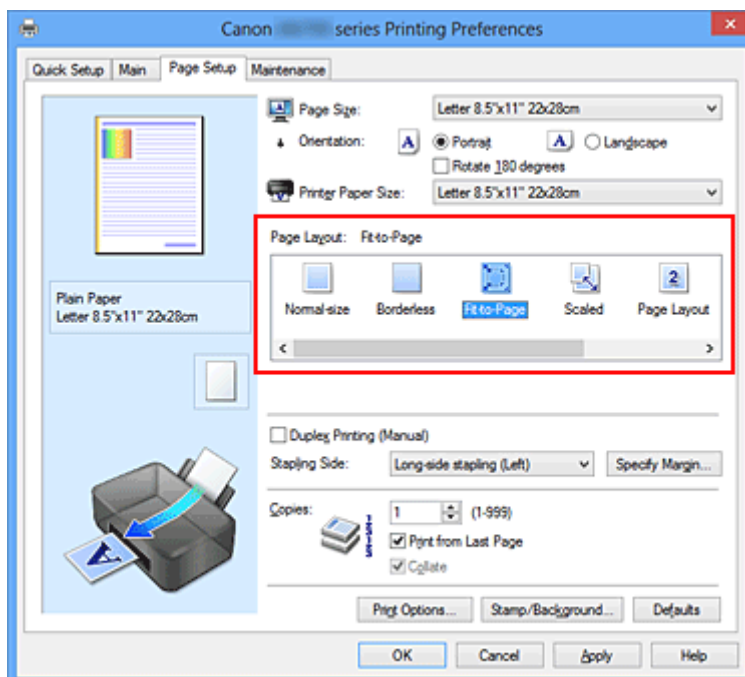 Canon series Printing Preferences
Quick Setup Main Page Setup Maintenance
Page Size: Letter 8.5"x11" 22x28cm
Orientation: A Portrait A Landscape
Rotate 180 degrees
Printer Paper Size: Letter 8.5"x11" 22x28cm
Page Layout: Fit-to-Page
Normal-size Borderless Fit-to-Page Scaled 2 Page Layout
Plain Paper
Letter 8.5"x11" 22x28cm
Duplex Printing (Manual)
Stapling Side: Long-side stapling (Left) Specify Margin...
Copies: 1 (1-999)
Print from Last Page
Collate
A
Print Options... Stamp/Background... Defaults
OK Cancel Apply Help